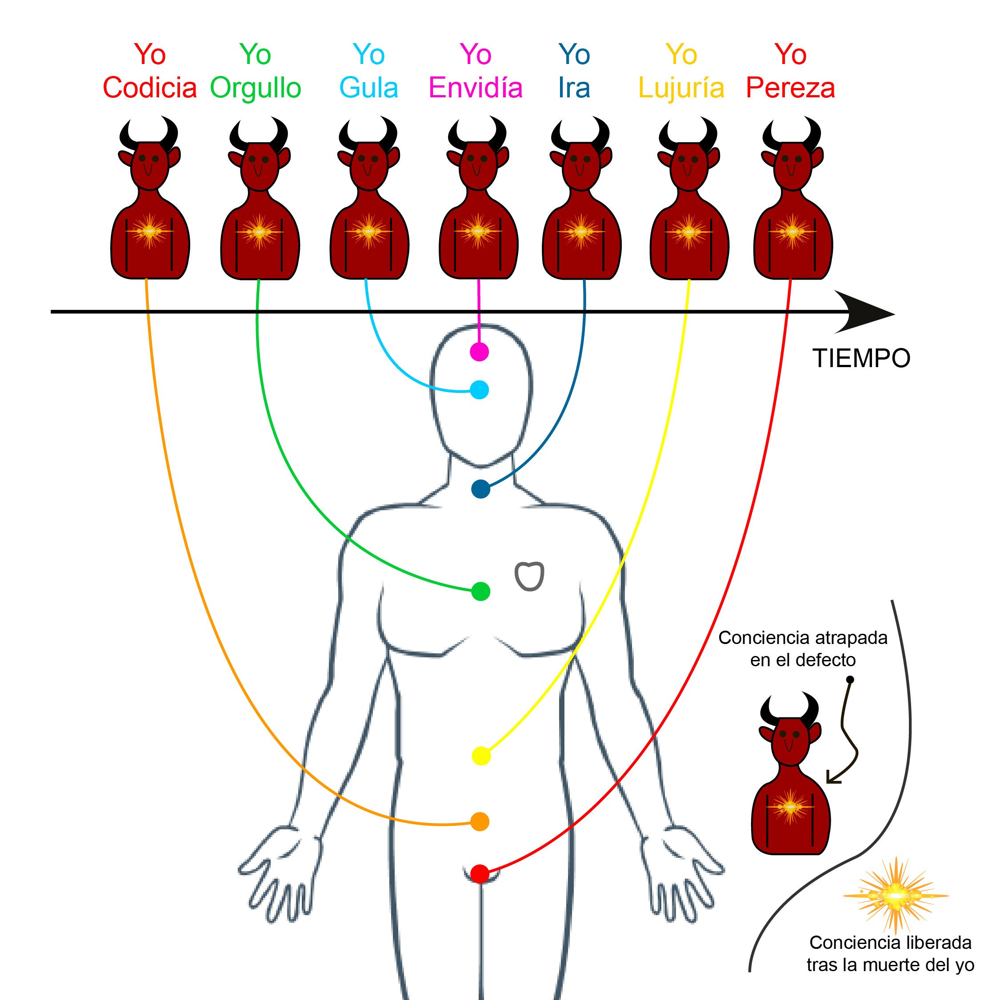 Yo
Codicia
Yo
Orgullo
Yo
Gula
Yo
Envidía
Yo
Ira
Yo
Lujuría
Yo
Pereza
TIEMPO
Conciencia atrapada
en el defecto
Conciencia liberada
tras la muerte del yo